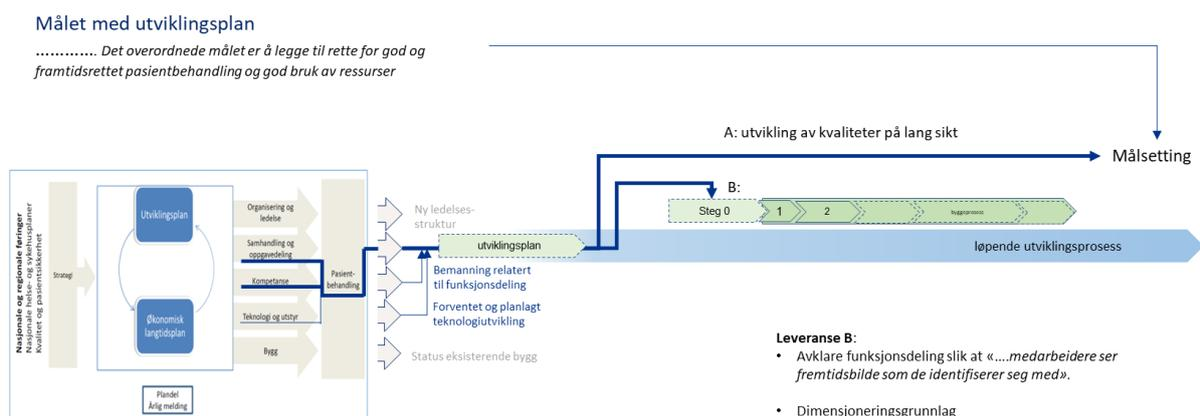 Målet med utviklingsplan
…………. Det overordnede målet er å legge til rette for god og
framtidsrettet pasientbehandling og god bruk av ressurser
A: utvikling av kvaliteter på lang sikt
Målsetting
B:
Steg 0
1
2
byggeprosess
Ny ledelses-
struktur
utviklingsplan
løpende utviklingsprosess
Bemanning relatert
til funksjonsdeling
Forventet og planlagt
teknologiutvikling
Status eksisterende bygg
Nasjonale og regionale føringer
Nasjonale helse- og sykehusplaner
Kvalitet og pasientsikkerhet
Strategi
Utviklingsplan
Økonomisk
langtidsplan
Organisering og
ledelse
Samhandling og
oppgavedeling
Kompetanse
Teknologi og utstyr
Bygg
Pasient-
behandling
Plandel
Årlig melding
Leveranse B:
• Avklare funksjonsdeling slik at «....medarbeidere ser
fremtidsbilde som de identifiserer seg med».
• Dimensioneringsgrunnlag